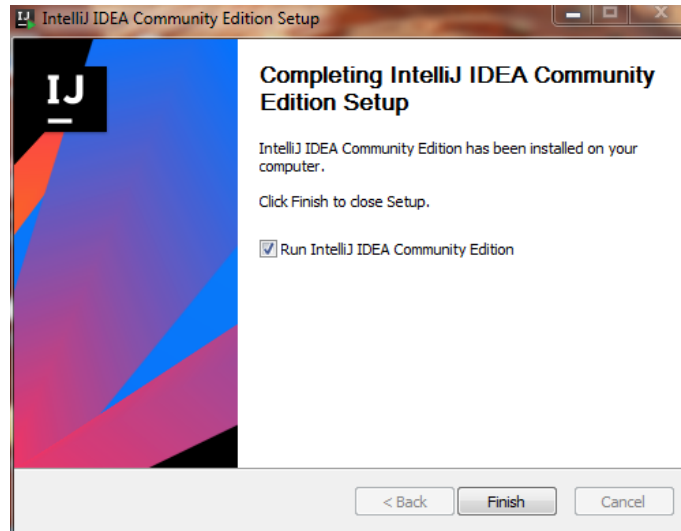 IntelliJ IDEA Community Edition Setup
IJ
Completing IntelliJ IDEA Community
Edition Setup
IntelliJ IDEA Community Edition has been installed on your
computer.
Click Finish to close Setup.
Run IntelliJ IDEA Community Edition
< Back Finish Cancel